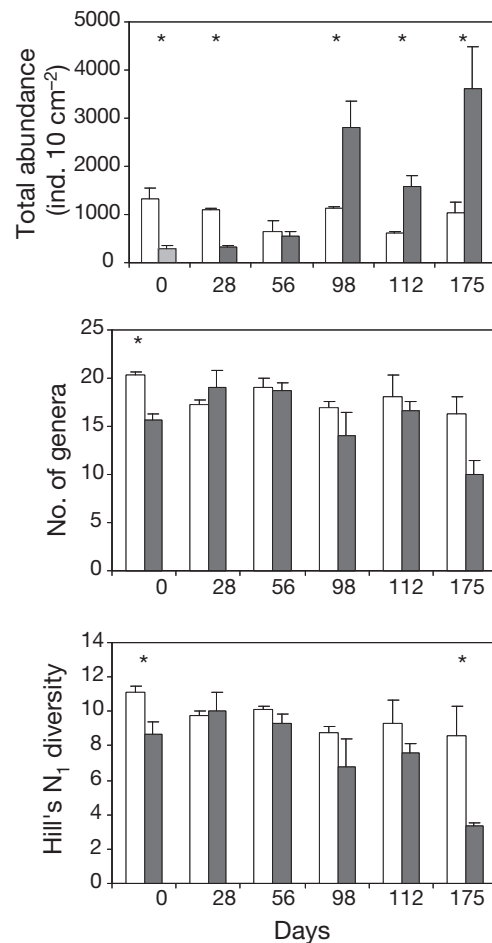 Total abundance
(ind. 10 cm⁻²)
5000
4000
3000
2000
1000
0
* * * * *
0 28 56 98 112 175
No. of genera
25
20
15
10
5
0
*
0 28 56 98 112 175
Hill's N₁ diversity
14
12
10
8
6
4
2
0
* *
0 28 56 98 112 175
Days